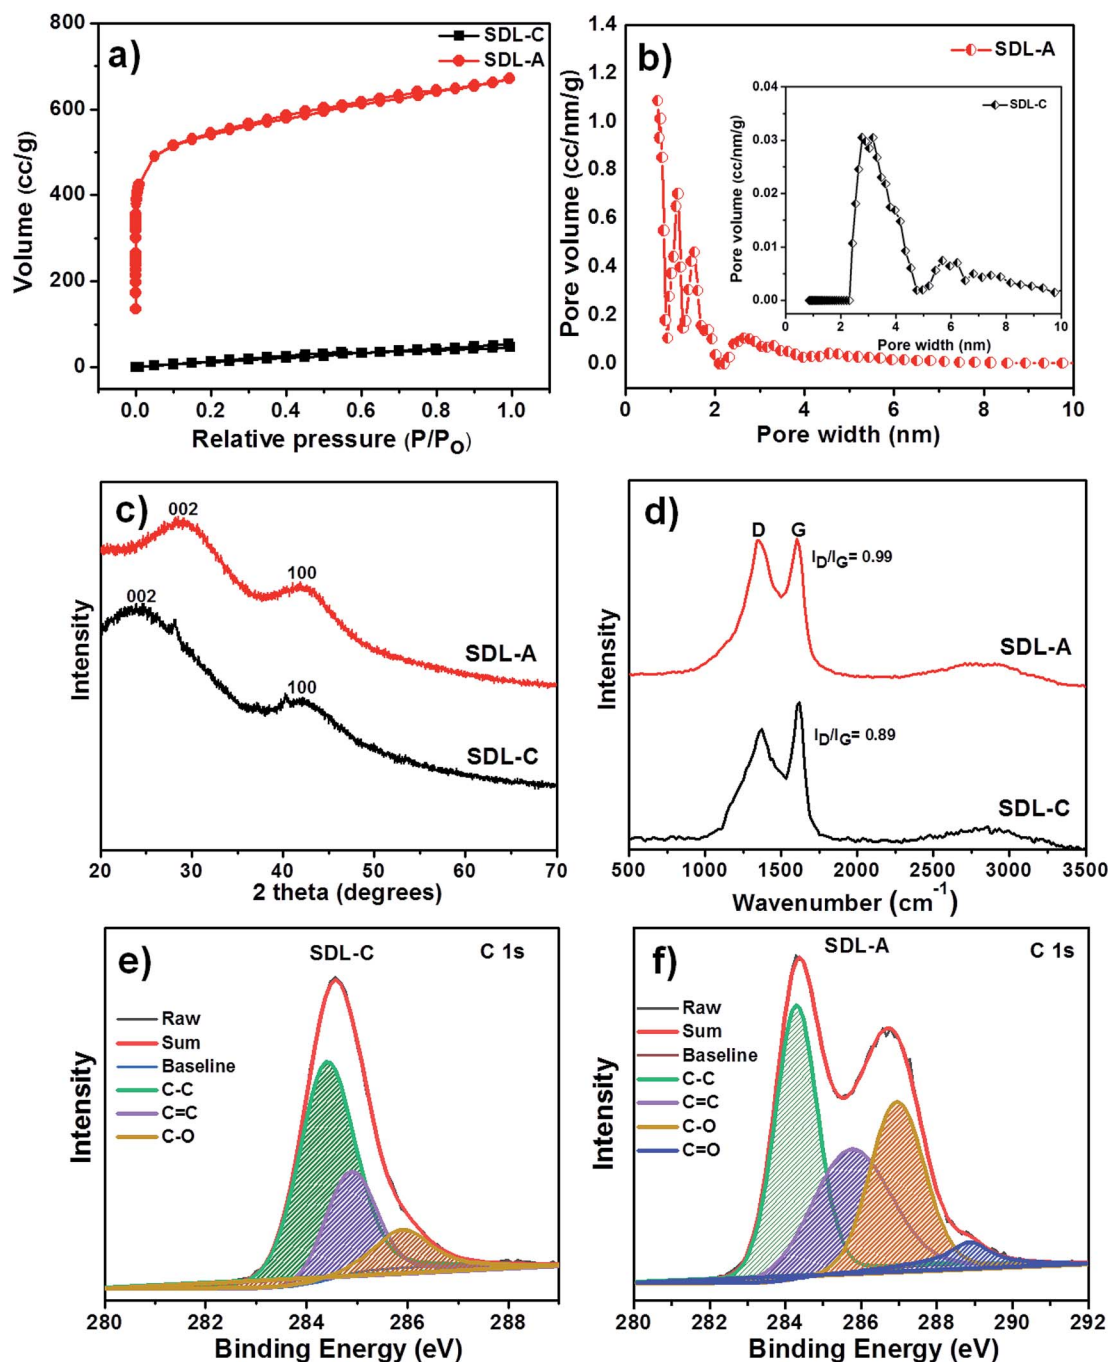 a)
SDL-C
SDL-A
Volume (cc/g)
800
600
400
200
0
0.0 0.2 0.4 0.6 0.8 1.0
Relative pressure (P/Po)
b)
SDL-A
Pore volume (cc/nm/g)
1.4
1.2
1.0
0.8
0.6
0.4
0.2
0.0
0 2 4 6 8 10
Pore width (nm)
SDL-C
Pore volume (cc/nm/g)
0.04
0.03
0.02
0.01
0.00
0 2 4 6 8 10
Pore width (nm)
c)
002
100
SDL-A
002
100
SDL-C
Intensity
20 30 40 50 60 70
2 theta (degrees)
d)
D G
ID/IG= 0.99
SDL-A
ID/IG= 0.89
SDL-C
Intensity
500 1000 1500 2000 2500 3000 3500
Wavenumber (cm-1)
e)
SDL-C
C 1s
Raw
Sum
Baseline
C-C
C=C
C-O
Intensity
280 282 284 286 288
Binding Energy (eV)
f)
SDL-A
C 1s
Raw
Sum
Baseline
C-C
C=C
C-O
C=O
Intensity
280 282 284 286 288 290 292
Binding Energy (eV)